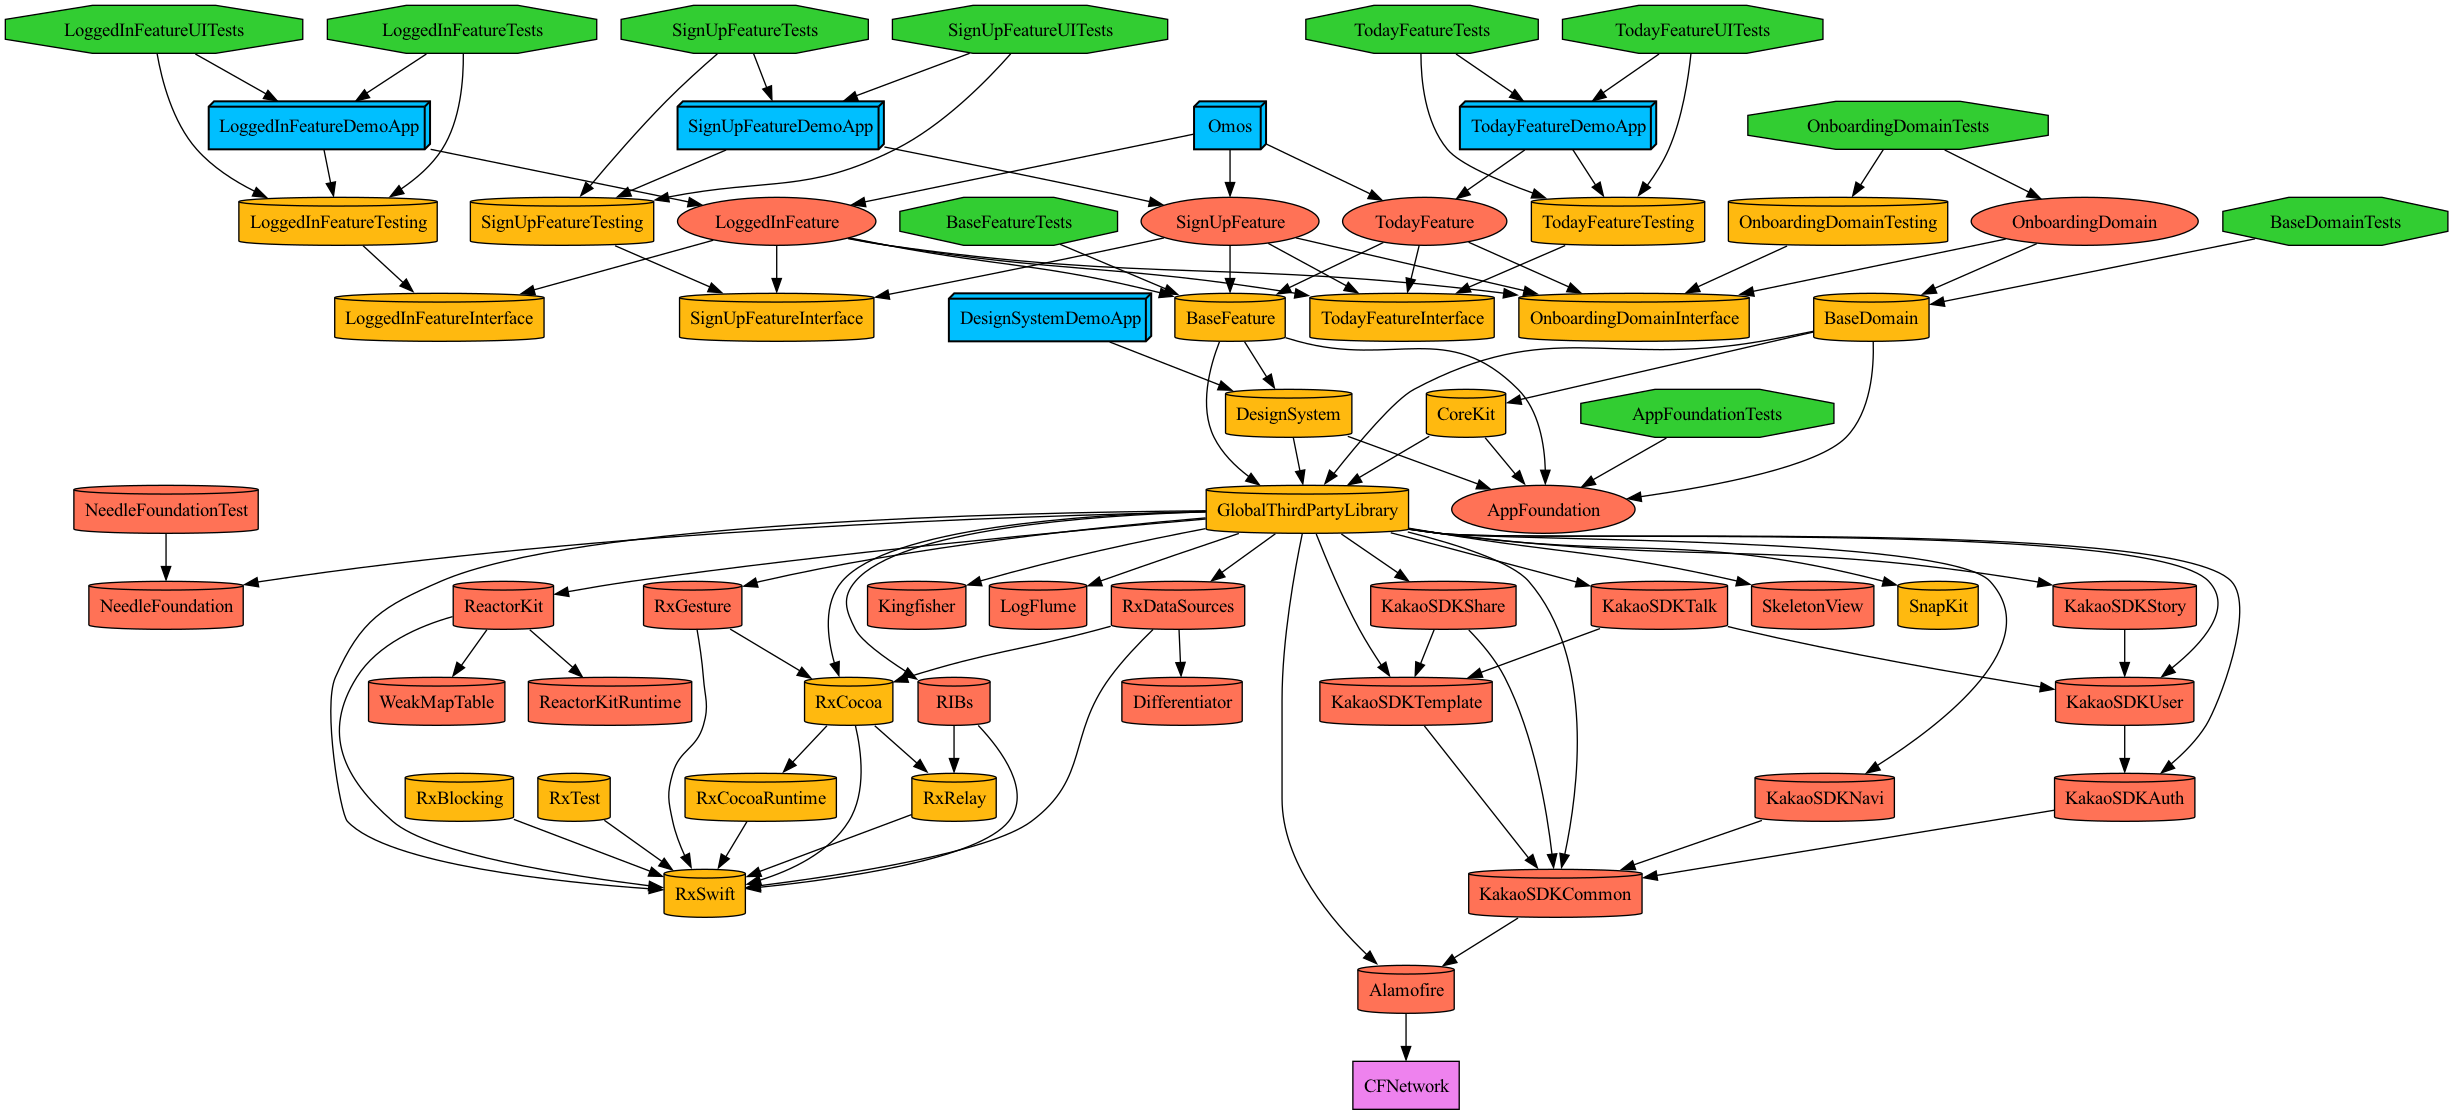 LoggedInFeatureUITests
LoggedInFeatureTests
SignUpFeatureTests
SignUpFeatureUITests
TodayFeatureTests
TodayFeatureUITests
LoggedInFeatureDemoApp
SignUpFeatureDemoApp
Omos
TodayFeatureDemoApp
OnboardingDomainTests
LoggedInFeatureTesting
SignUpFeatureTesting
LoggedInFeature
BaseFeatureTests
SignUpFeature
TodayFeature
TodayFeatureTesting
OnboardingDomainTesting
OnboardingDomain
BaseDomainTests
LoggedInFeatureInterface
SignUpFeatureInterface
DesignSystemDemoApp
BaseFeature
TodayFeatureInterface
OnboardingDomainInterface
BaseDomain
DesignSystem
CoreKit
AppFoundationTests
NeedleFoundationTest
GlobalThirdPartyLibrary
AppFoundation
NeedleFoundation
ReactorKit
RxGesture
Kingfisher
LogFlume
RxDataSources
KakaoSDKShare
KakaoSDKTalk
SkeletonView
SnapKit
KakaoSDKStory
WeakMapTable
ReactorKitRuntime
RxCocoa
RIBs
Differentiator
KakaoSDKTemplate
KakaoSDKUser
RxBlocking
RxTest
RxCocoaRuntime
RxRelay
KakaoSDKNavi
KakaoSDKAuth
RxSwift
KakaoSDKCommon
Alamofire
CFNetwork